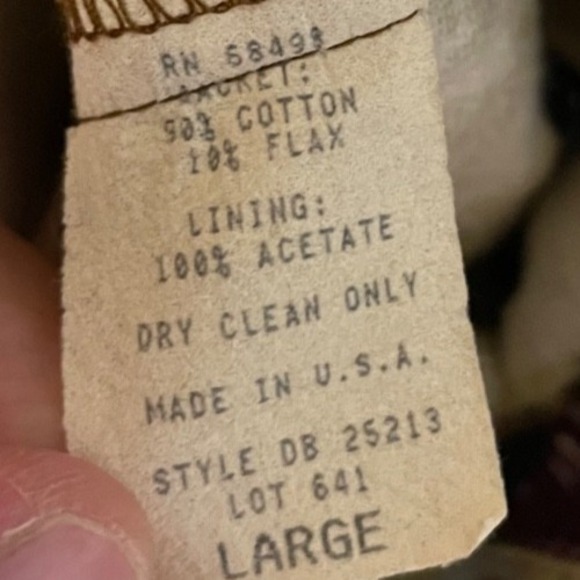 RN 68498
JACKET:
90% COTTON
10% FLAX
LINING:
100% ACETATE
DRY CLEAN ONLY
MADE IN U.S.A.
STYLE DB 25213
LOT 641
LARGE